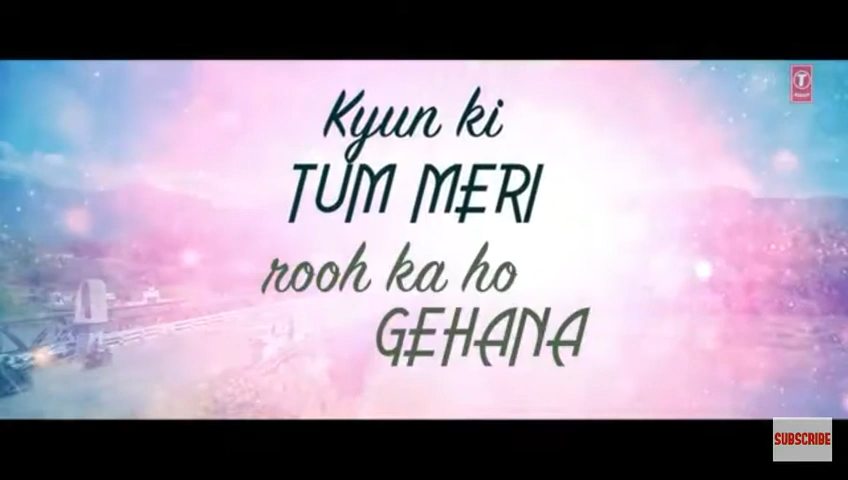 Kyun ki
TUM MERI
rooh ka ho
GEHANA
SUBSCRIBE